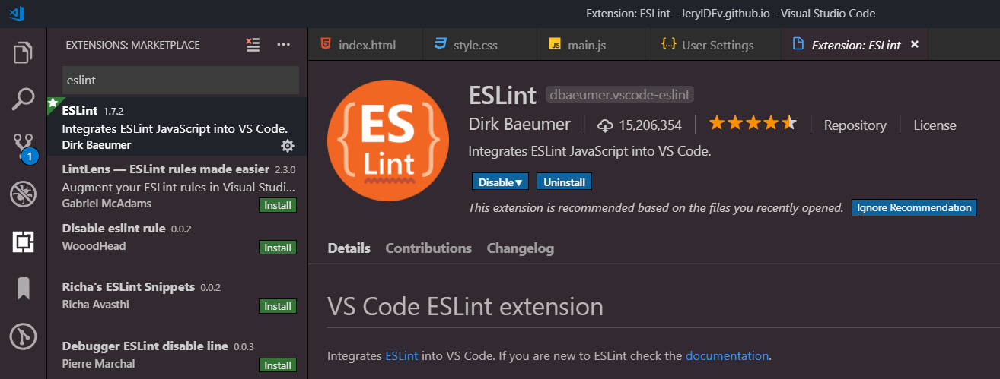 Extension: ESLint - JeryIDEv.github.io - Visual Studio Code
EXTENSIONS: MARKETPLACE
eslint
ESLint 1.7.2
Integrates ESLint JavaScript into VS Code.
Dirk Baeumer
1
LintLens — ESLint rules made easier 2.3.0
Augment your ESLint rules in Visual Studi...
Gabriel McAdams Install
Disable eslint rule 0.0.2
WooodHead Install
Richa's ESLint Snippets 0.0.2
Richa Avasthi Install
Debugger ESLint disable line 0.0.3
Pierre Marchal Install
index.html style.css JS main.js {..} User Settings Extension: ESLint ×
{ES}
Lint
ESLint dbaeumer.vscode-eslint
Dirk Baeumer | 15,206,354 | Repository | License
Integrates ESLint JavaScript into VS Code.
Disable▼ Uninstall
This extension is recommended based on the files you recently opened. Ignore Recommendation
Details Contributions Changelog
VS Code ESLint extension
Integrates ESLint into VS Code. If you are new to ESLint check the documentation.